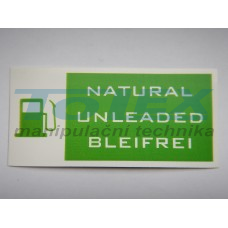 NATURAL
UNLEADED
TOTEX
manipulační technika
BLEIFREI